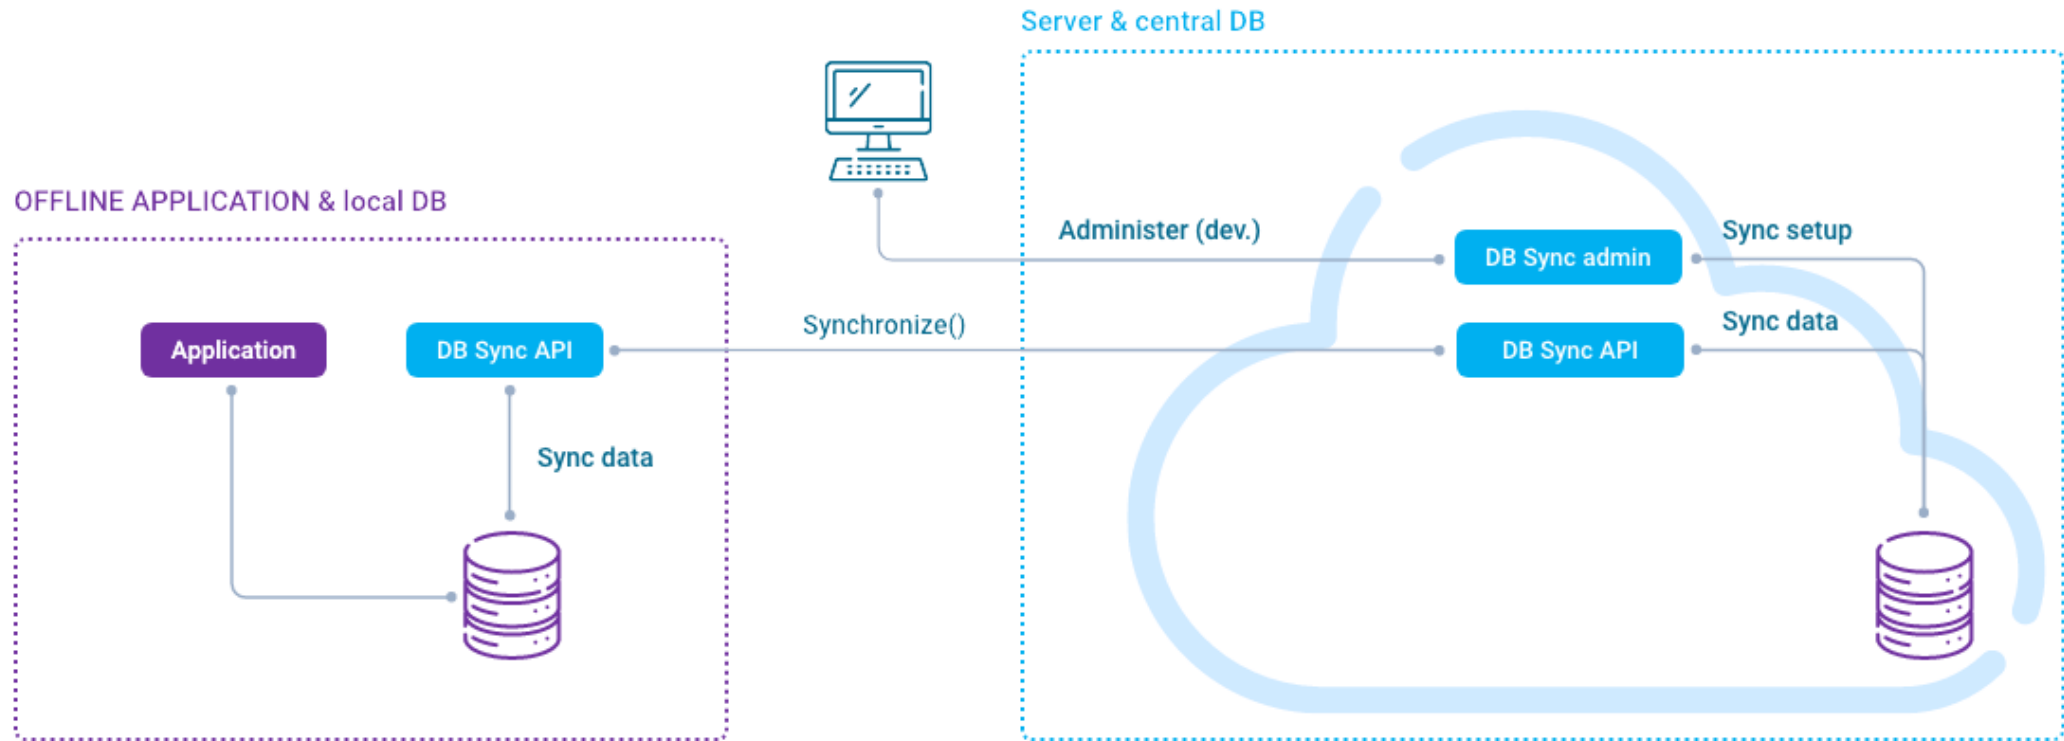 Server & central DB
OFFLINE APPLICATION & local DB
Administer (dev.)
DB Sync admin
Sync setup
Synchronize()
Application
DB Sync API
DB Sync API
Sync data
Sync data